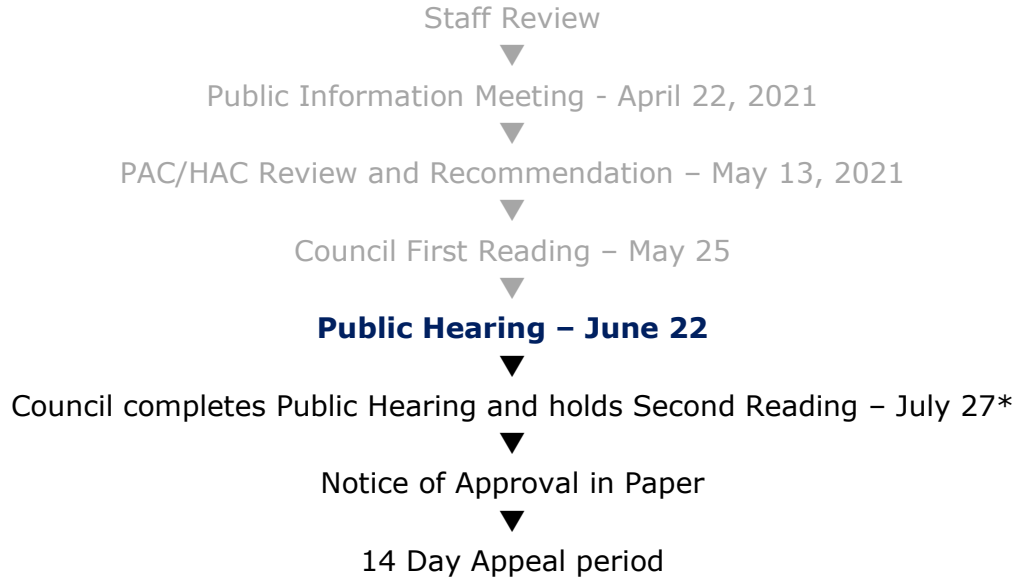 Staff Review
Public Information Meeting - April 22, 2021
PAC/HAC Review and Recommendation – May 13, 2021
Council First Reading – May 25
Public Hearing – June 22
Council completes Public Hearing and holds Second Reading – July 27*
Notice of Approval in Paper
14 Day Appeal period